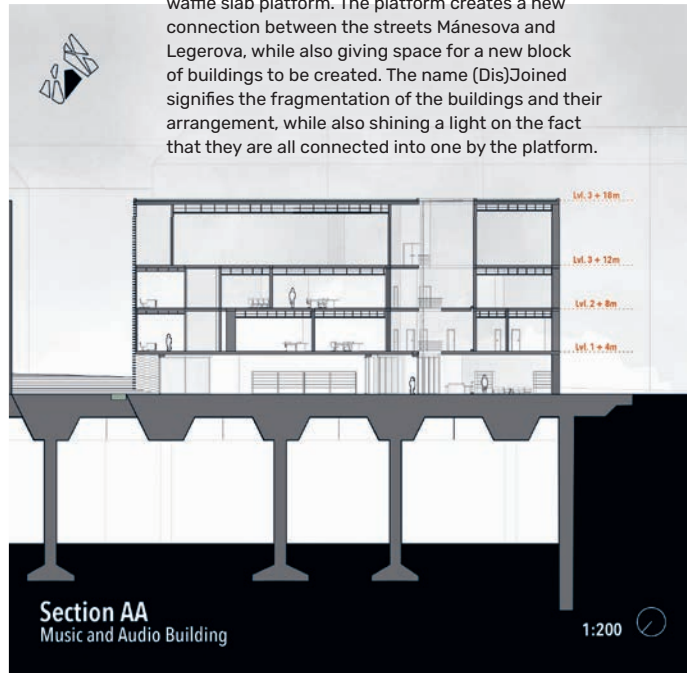 waffle slab platform. The platform creates a new
connection between the streets Mánesova and
Legerova, while also giving space for a new block
of buildings to be created. The name (Dis)Joined
signifies the fragmentation of the buildings and their
arrangement, while also shining a light on the fact
that they are all connected into one by the platform.
Lvl. 3 + 18m
Lvl. 3 + 12m
Lvl. 2 + 8m
Lvl. 1 + 4m
Section AA
Music and Audio Building
1:200